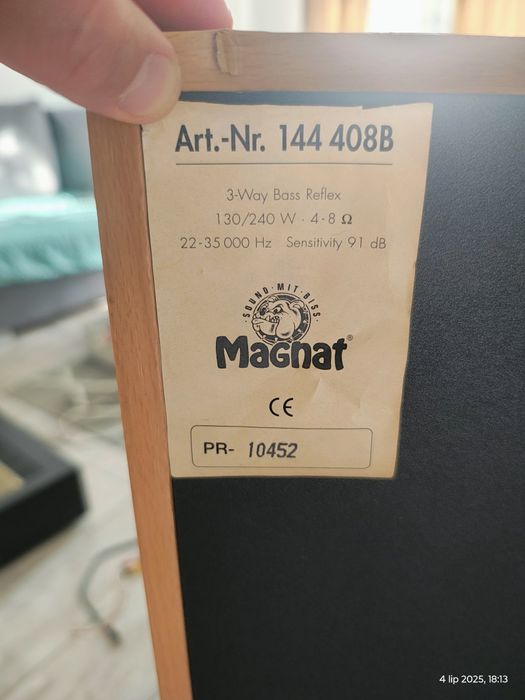 Art.-Nr. 144 408B
3-Way Bass Reflex
130/240 W · 4-8 Ω
22-35 000 Hz Sensitivity 91 dB
SOUND·MIT·BISS
Magnat®
CE
PR- 10452
4 lip 2025, 18:13